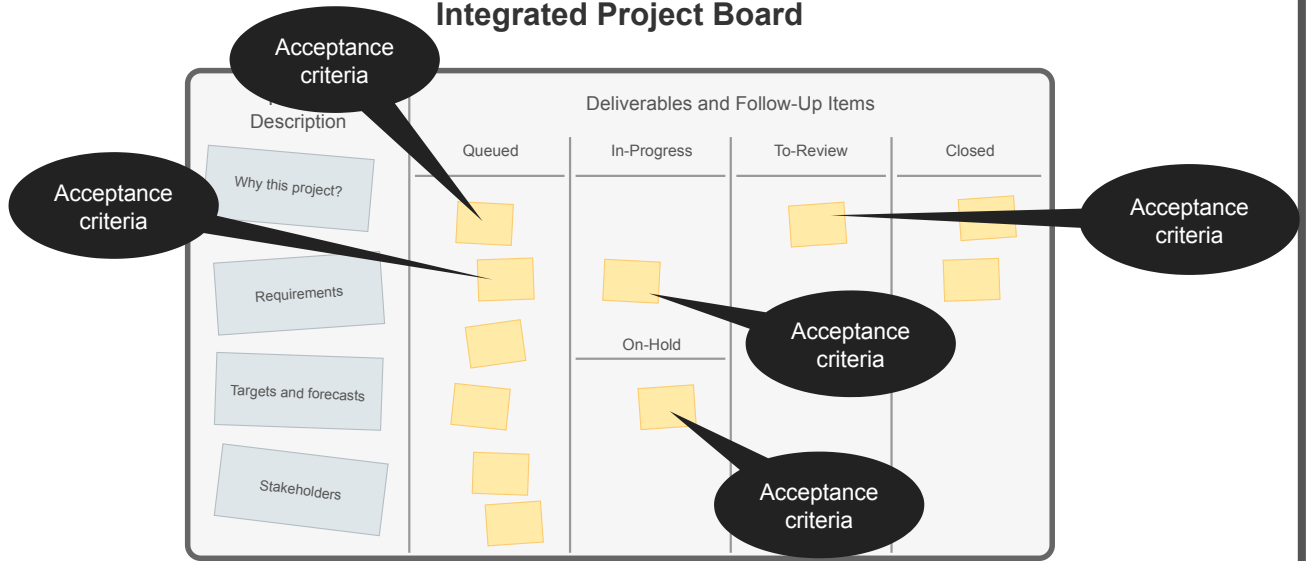 Integrated Project Board
Acceptance
criteria
Description
Deliverables and Follow-Up Items
Queued
In-Progress
To-Review
Closed
Why this project?
Acceptance
criteria
Acceptance
criteria
Requirements
Acceptance
criteria
On-Hold
Targets and forecasts
Stakeholders
Acceptance
criteria